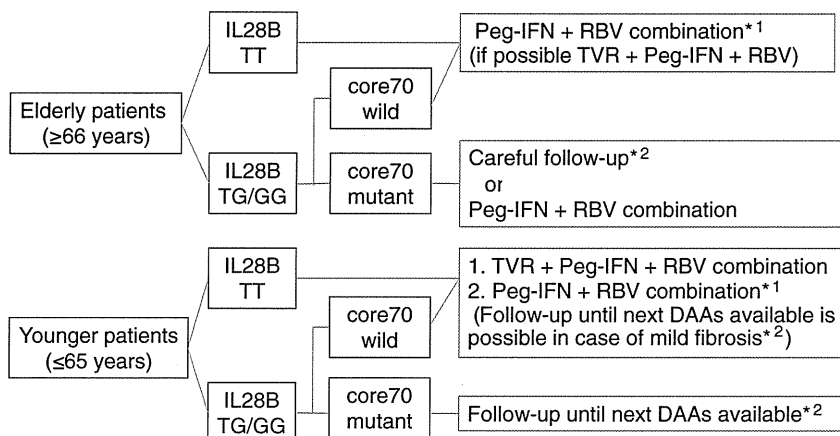 IL28B
TT
Peg-IFN + RBV combination*1
(if possible TVR + Peg-IFN + RBV)
core70
wild
Elderly patients
(≥66 years)
IL28B
TG/GG
core70
mutant
Careful follow-up*2
or
Peg-IFN + RBV combination
IL28B
TT
1. TVR + Peg-IFN + RBV combination
2. Peg-IFN + RBV combination*1
(Follow-up until next DAAs available is
possible in case of mild fibrosis*2)
core70
wild
Younger patients
(≤65 years)
IL28B
TG/GG
core70
mutant
Follow-up until next DAAs available*2